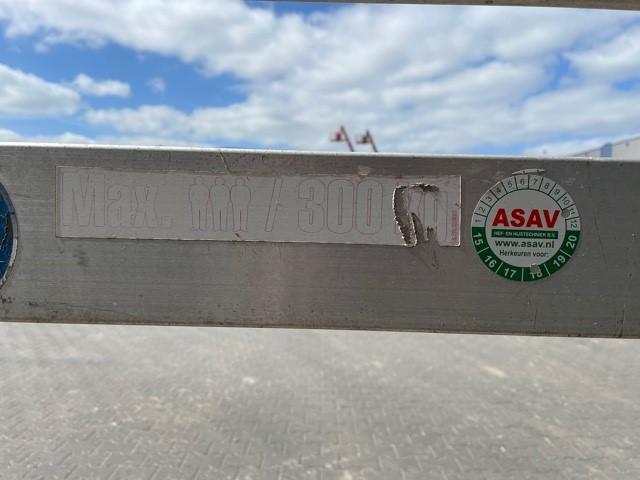 Max. / 300
1 2 3 4 5 6 7 8 9 10 11 12
ASAV
HEF- EN HIJSTECHNIEK B.V.
www.asav.nl
Herkeuren voor:
15 16 17 18 19 20